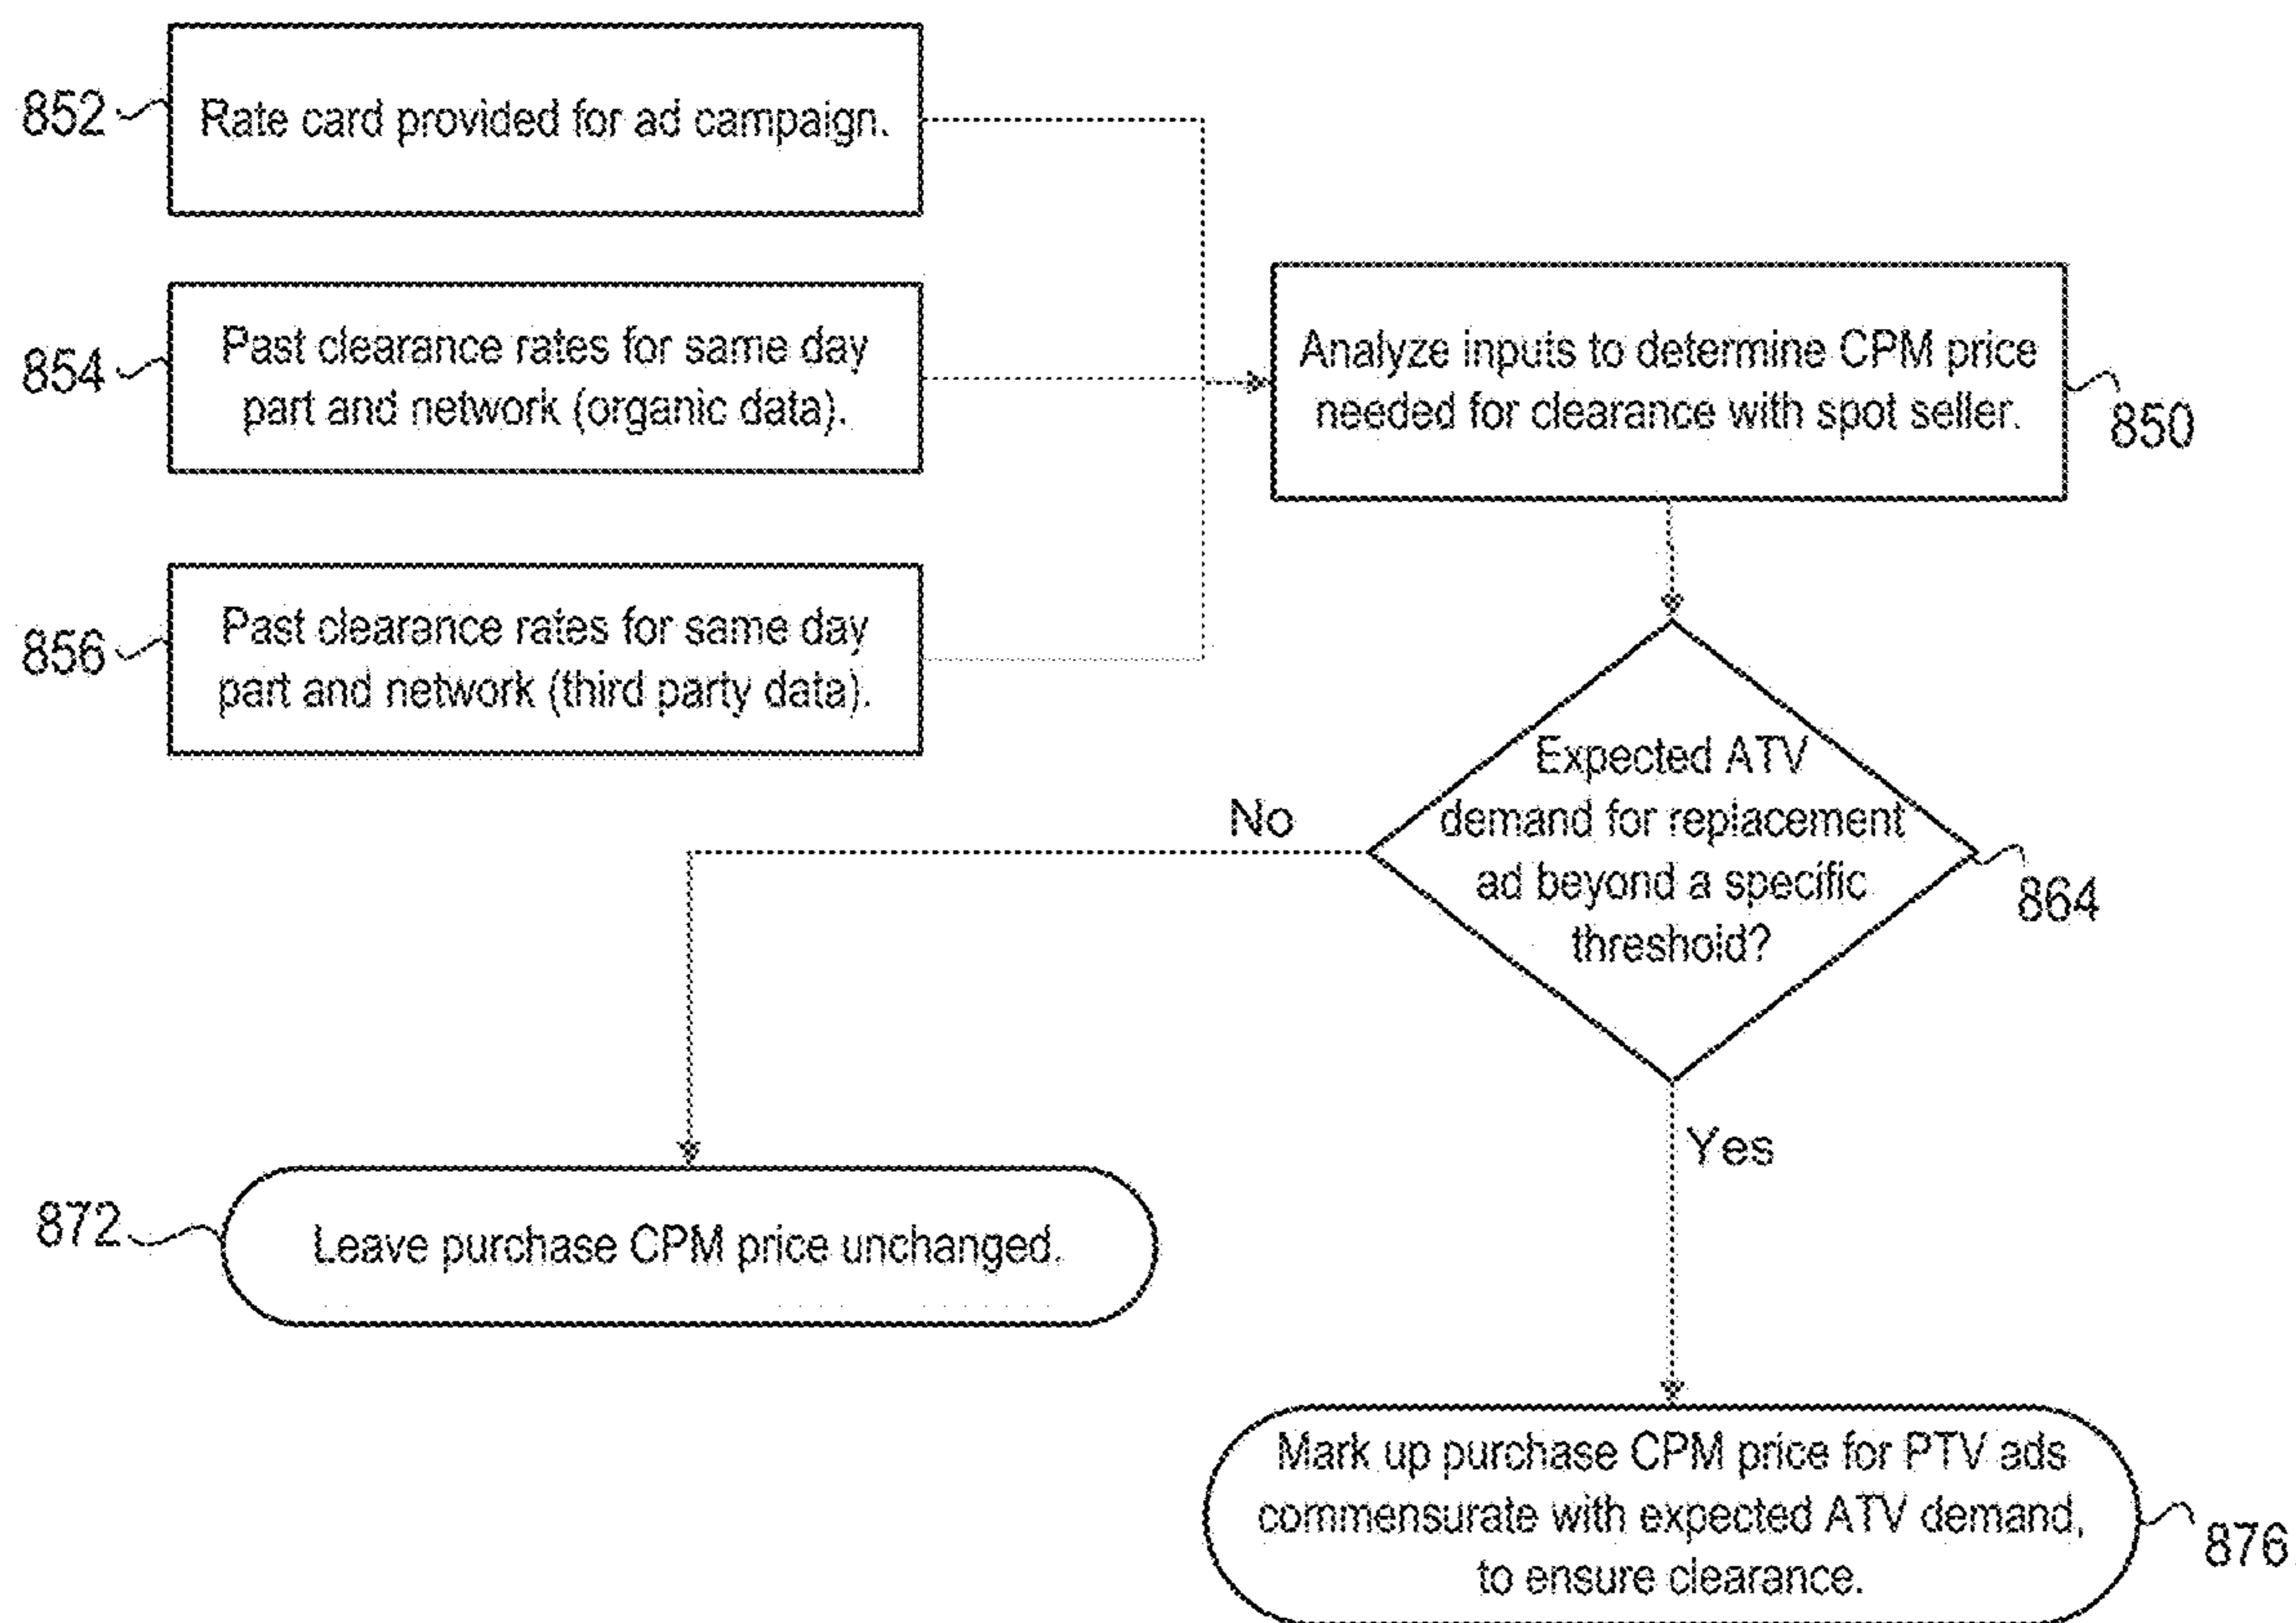 852
Rate card provided for ad campaign.
854
Past clearance rates for same day
part and network (organic data).
856
Past clearance rates for same day
part and network (third party data).
Analyze inputs to determine CPM price
needed for clearance with spot seller.
850
Expected ATV
demand for replacement
ad beyond a specific
threshold?
864
No
Yes
872
Leave purchase CPM price unchanged.
Mark up purchase CPM price for PTV ads
commensurate with expected ATV demand,
to ensure clearance.
876